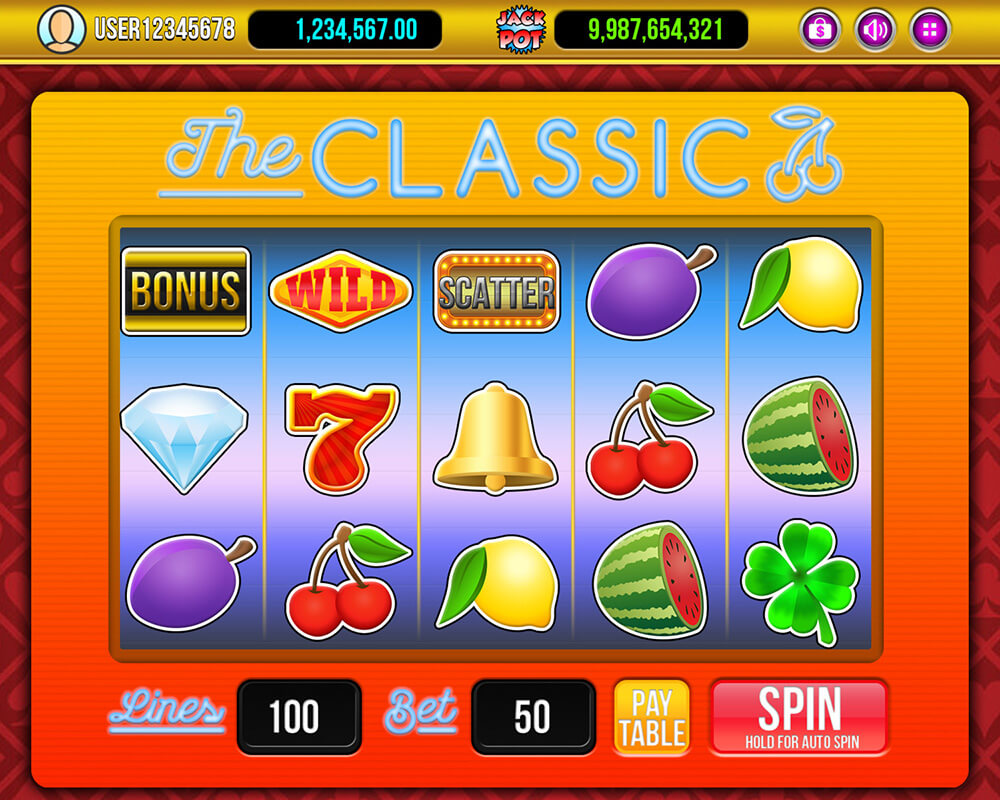 USER12345678 1,234,567.00 JACK POT 9,987,654,321
The CLASSIC
BONUS WILD SCATTER
7
Lines 100 Bet 50 PAY TABLE SPIN
HOLD FOR AUTO SPIN